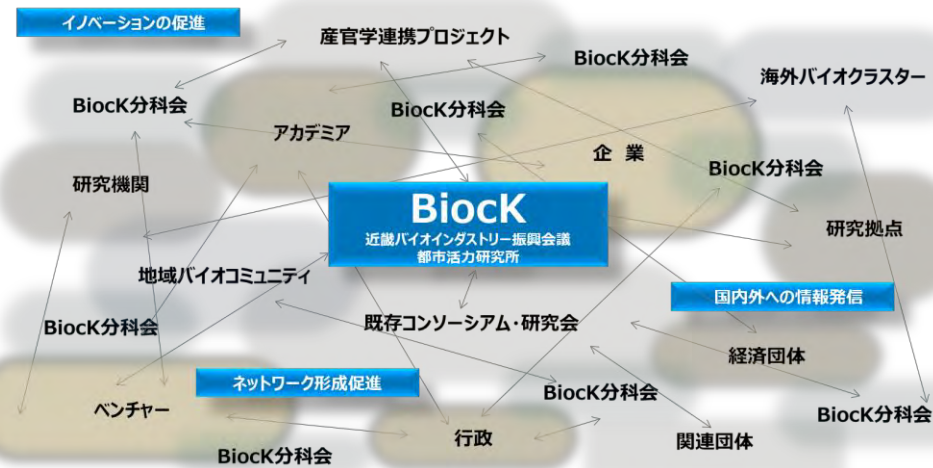 イノベーションの促進
産官学連携プロジェクト
BiocK分科会
海外バイオクラスター
BiocK分科会
BiocK分科会
アカデミア
企 業
BiocK分科会
研究機関
BiocK
近畿バイオインダストリー振興会議
都市活力研究所
研究拠点
地域バイオコミュニティ
国内外への情報発信
BiocK分科会
既存コンソーシアム・研究会
経済団体
ネットワーク形成促進
BiocK分科会
ベンチャー
BiocK分科会
行政
関連団体
BiocK分科会